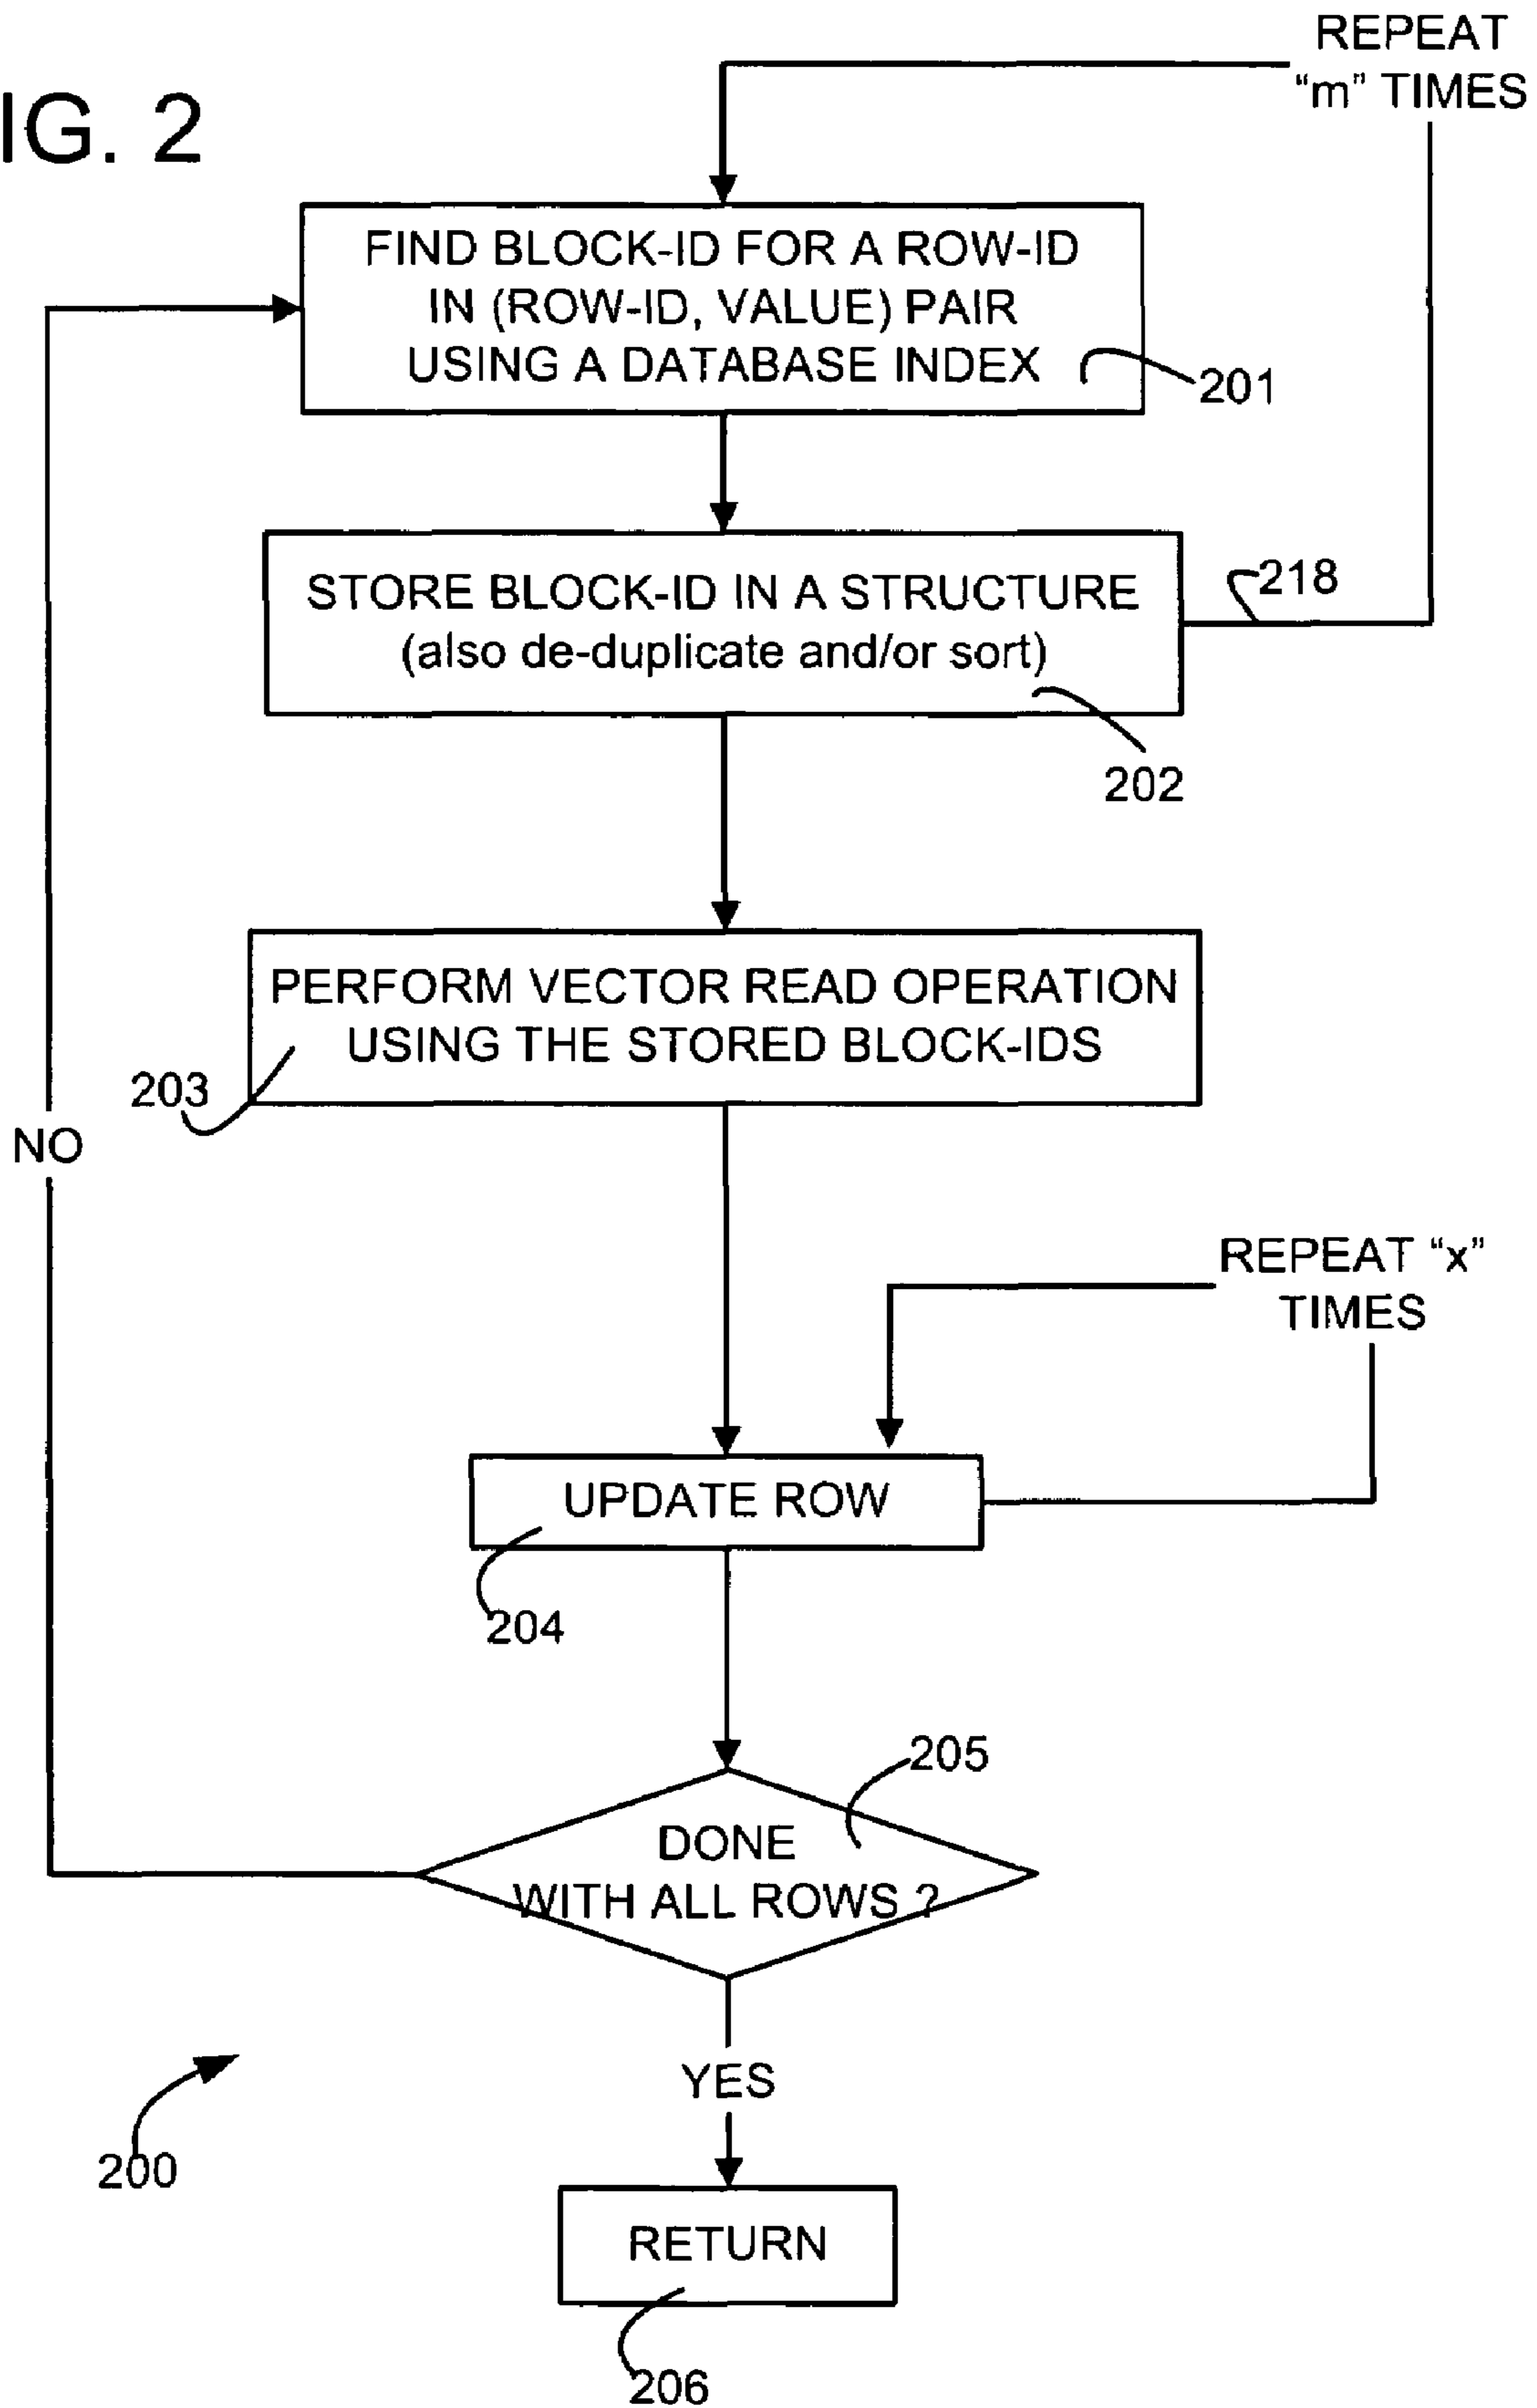 REPEAT
“m” TIMES
IG. 2
FIND BLOCK-ID FOR A ROW-ID
IN (ROW-ID, VALUE) PAIR
USING A DATABASE INDEX
201
STORE BLOCK-ID IN A STRUCTURE
(also de-duplicate and/or sort)
218
202
PERFORM VECTOR READ OPERATION
USING THE STORED BLOCK-IDS
203
NO
REPEAT “x”
TIMES
UPDATE ROW
204
205
DONE
WITH ALL ROWS ?
YES
200
RETURN
206